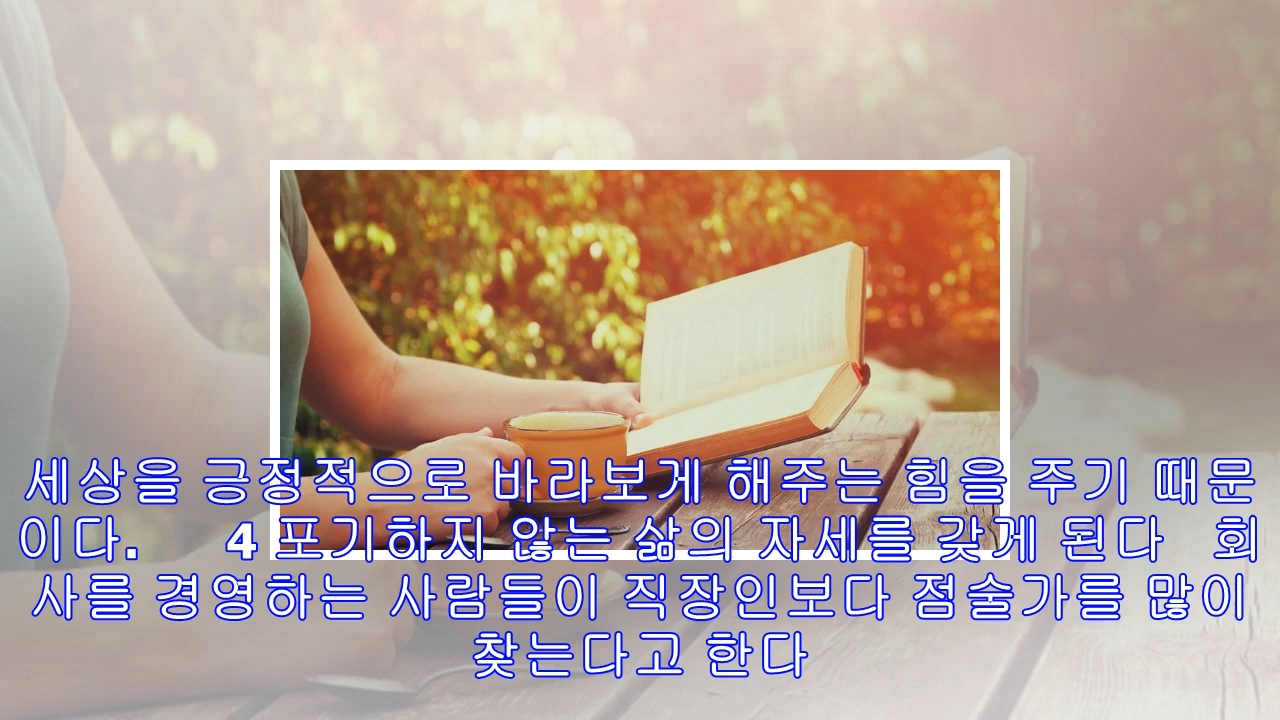 세상을 긍정적으로 바라보게 해주는 힘을 주기 때문
이다. 4 포기하지 않는 삶의 자세를 갖게 된다 회
사를 경영하는 사람들이 직장인보다 점술가를 많이
찾는다고 한다